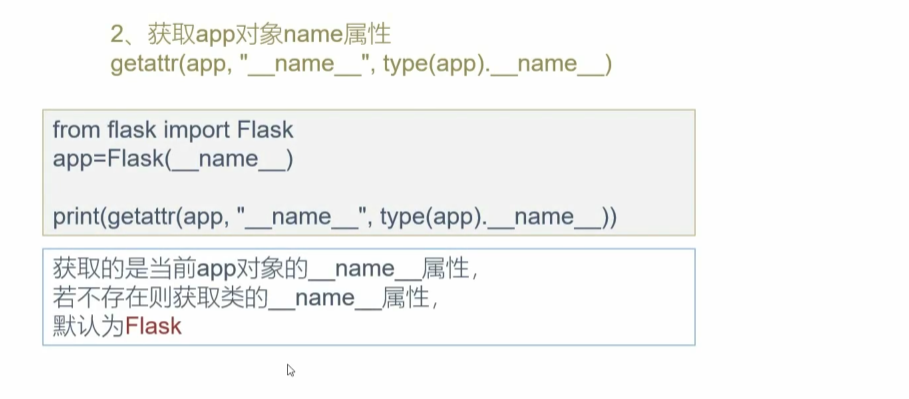 2、获取app对象name属性
getattr(app, "__name__", type(app).__name__)
from flask import Flask
app=Flask(__name__)
print(getattr(app, "__name__", type(app).__name__))
获取的是当前app对象的__name__属性，
若不存在则获取类的__name__属性，
默认为Flask